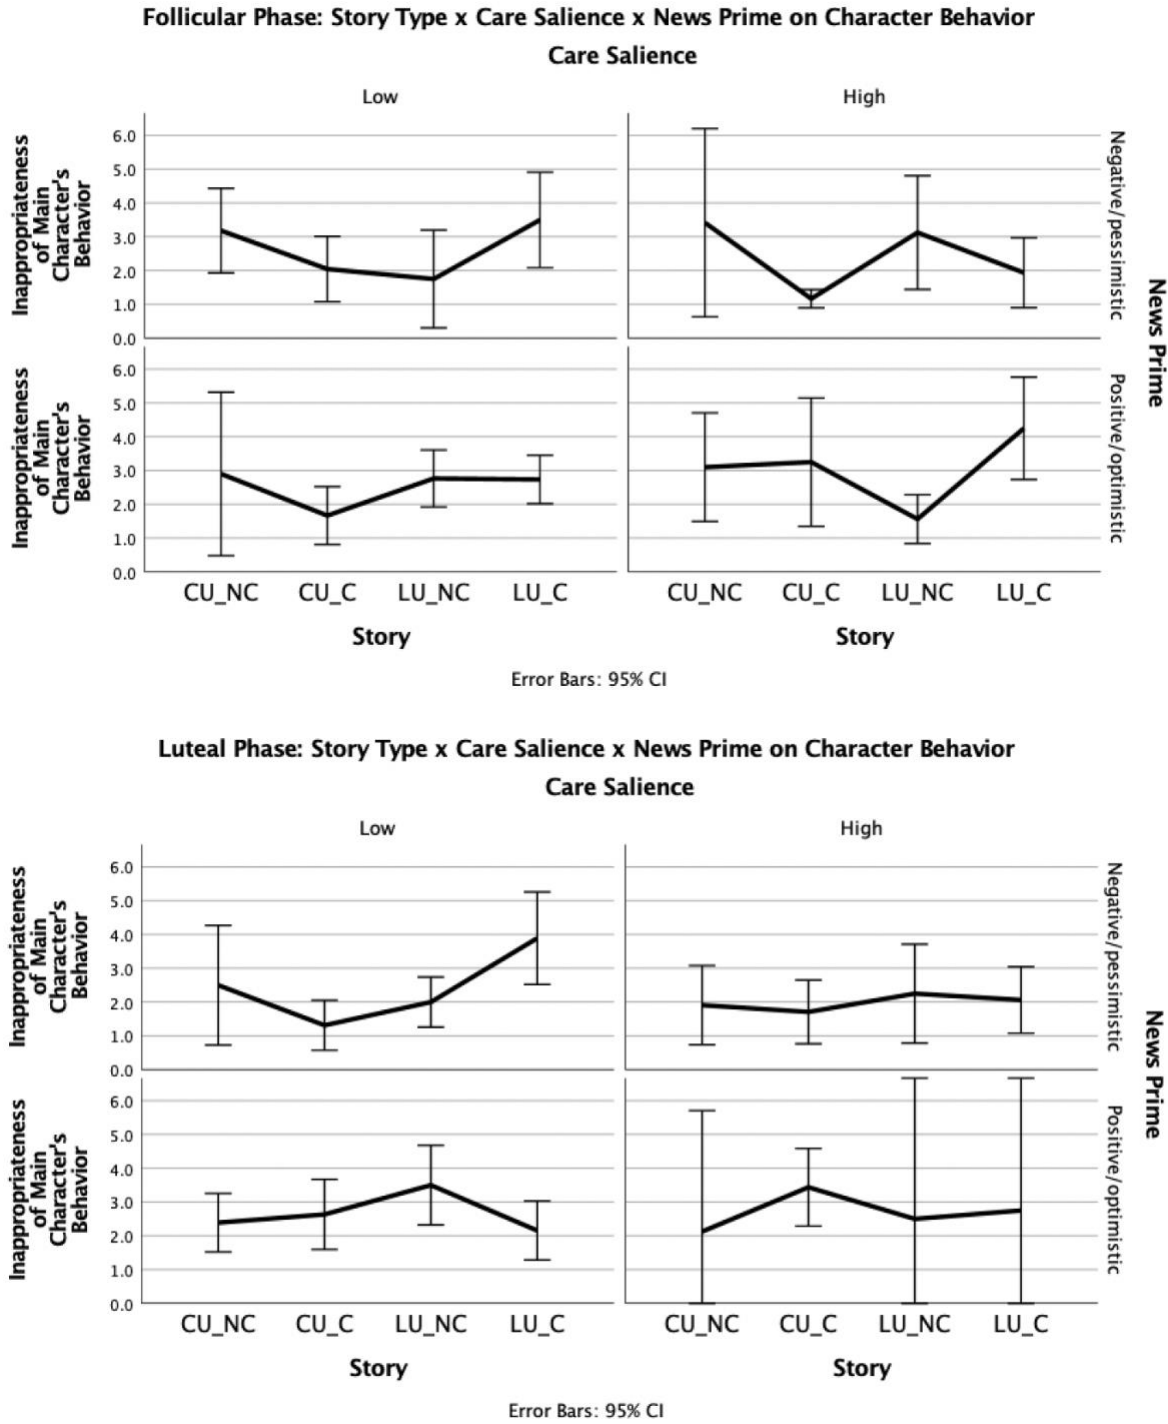 Follicular Phase: Story Type x Care Salience x News Prime on Character Behavior
Care Salience
Low
High
Inappropriateness
of Main
Character's
Behavior
6.0
5.0
4.0
3.0
2.0
1.0
0.0
Negative/pessimistic
Inappropriateness
of Main
Character's
Behavior
6.0
5.0
4.0
3.0
2.0
1.0
0.0
Positive/optimistic
News Prime
CU_NC CU_C LU_NC LU_C
CU_NC CU_C LU_NC LU_C
Story
Story
Error Bars: 95% CI
Luteal Phase: Story Type x Care Salience x News Prime on Character Behavior
Care Salience
Low
High
Inappropriateness
of Main
Character's
Behavior
6.0
5.0
4.0
3.0
2.0
1.0
0.0
Negative/pessimistic
Inappropriateness
of Main
Character's
Behavior
6.0
5.0
4.0
3.0
2.0
1.0
0.0
Positive/optimistic
News Prime
CU_NC CU_C LU_NC LU_C
CU_NC CU_C LU_NC LU_C
Story
Story
Error Bars: 95% CI